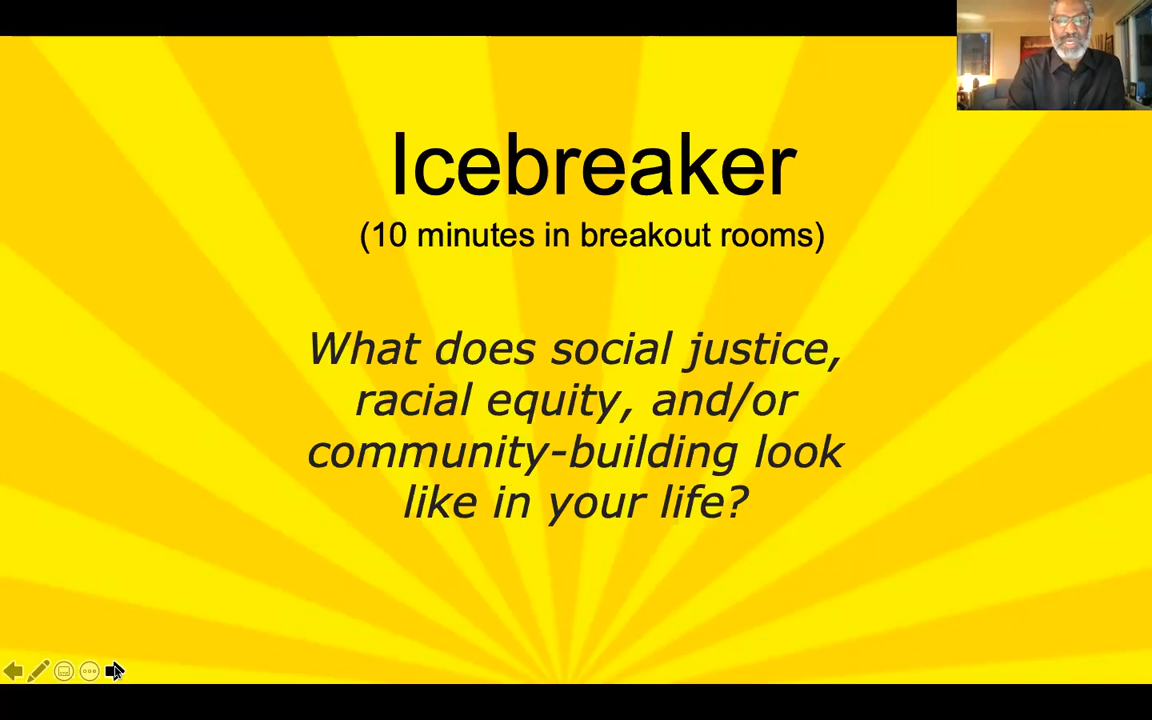 Icebreaker
(10 minutes in breakout rooms)
What does social justice,
racial equity, and/or
community-building look
like in your life?